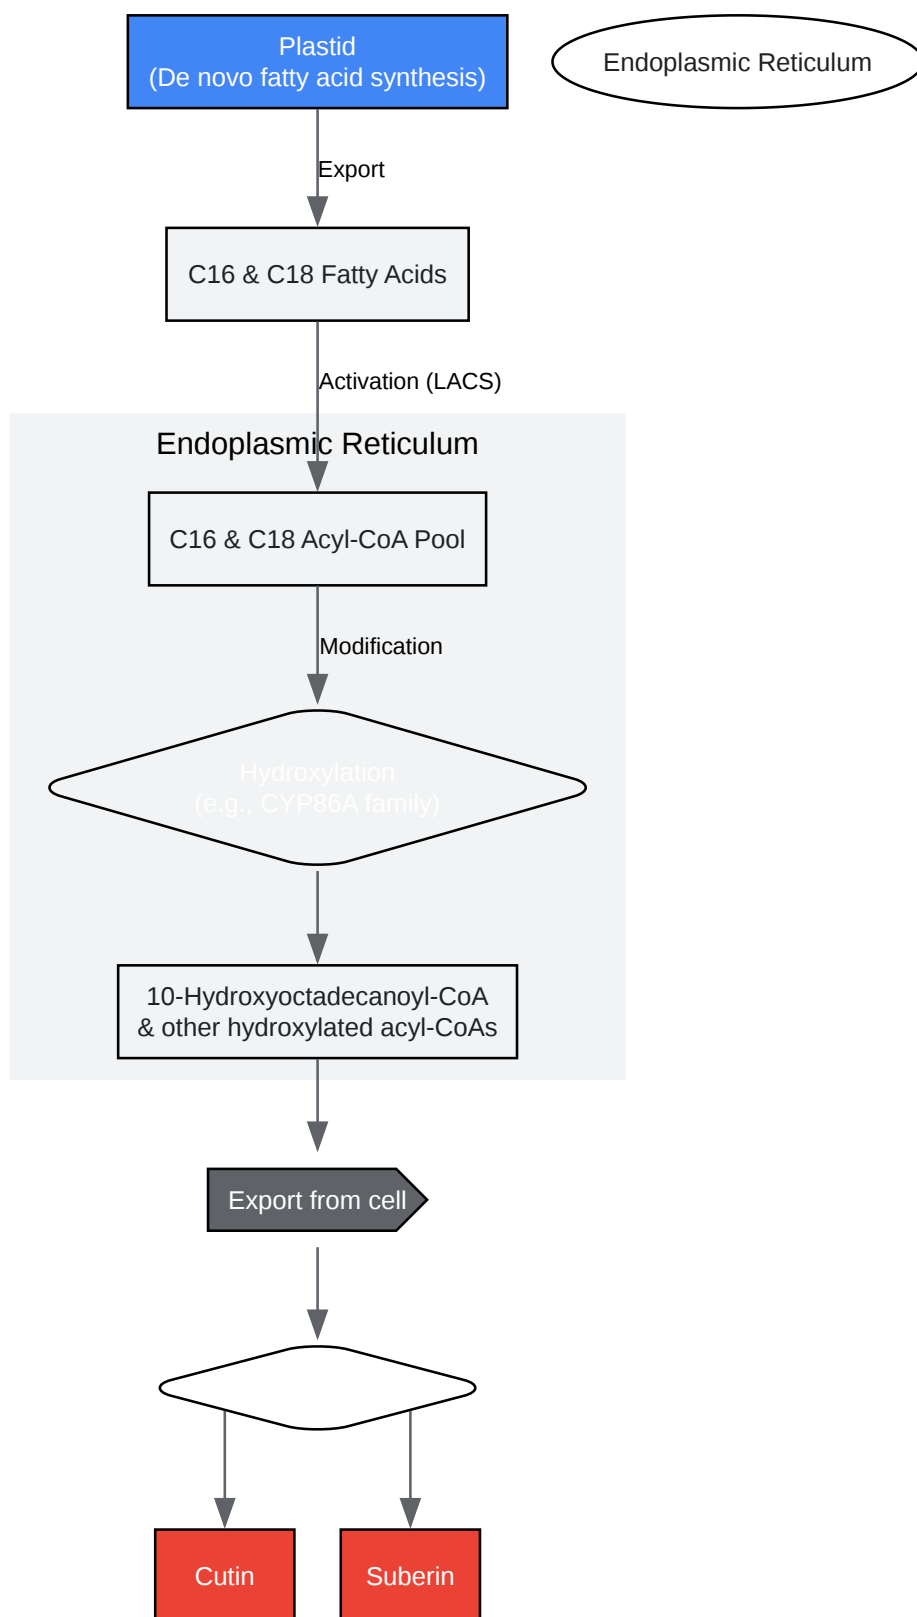 Plastid
(De novo fatty acid synthesis)
Endoplasmic Reticulum
Export
C16 & C18 Fatty Acids
Activation (LACS)
Endoplasmic Reticulum
C16 & C18 Acyl-CoA Pool
Modification
Hydroxylation
(e.g., CYP86A family)
10-Hydroxyoctadecanoyl-CoA
& other hydroxylated acyl-CoAs
Export from cell
Cutin
Suberin